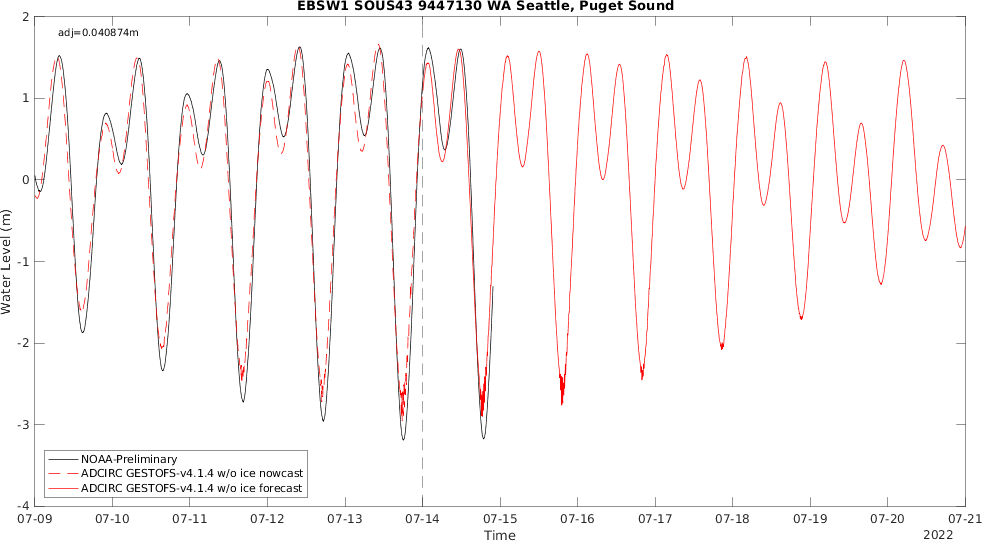 EBSW1 SOUS43 9447130 WA Seattle, Puget Sound
adj=0.040874m
2
1
0
-1
-2
-3
-4
Water Level (m)
NOAA-Preliminary
ADCIRC GESTOFS-v4.1.4 w/o ice nowcast
ADCIRC GESTOFS-v4.1.4 w/o ice forecast
07-09 07-10 07-11 07-12 07-13 07-14 07-15 07-16 07-17 07-18 07-19 07-20 07-21
Time
2022